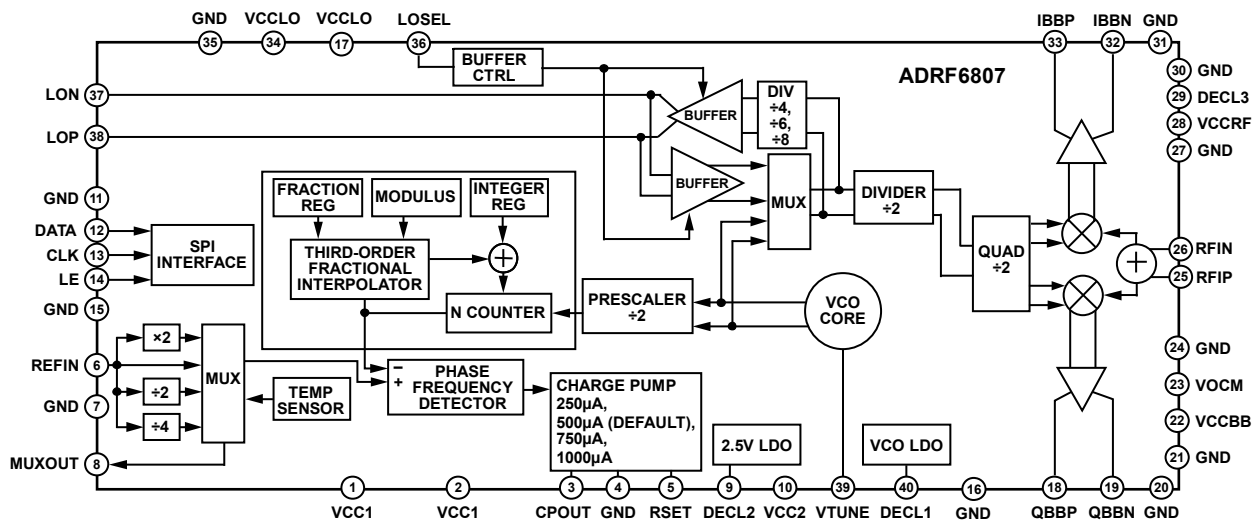 GND VCCLO VCCLO LOSEL IBBP IBBN GND
35 34 17 36 33 32 31
BUFFER
CTRL
ADRF6807
30 GND
LON 37
29 DECL3
BUFFER
DIV
÷4,
÷6,
÷8
28 VCCRF
LOP 38
27 GND
FRACTION
REG
MODULUS
INTEGER
REG
BUFFER
MUX
DIVIDER
÷2
GND 11
DATA 12
CLK 13
LE 14
GND 15
SPI
INTERFACE
THIRD-ORDER
FRACTIONAL
INTERPOLATOR
+
QUAD
÷2
+
26 RFIN
25 RFIP
N COUNTER
PRESCALER
÷2
VCO
CORE
REFIN 6
×2
MUX
÷2
÷4
TEMP
SENSOR
GND 7
MUXOUT 8
−
+
PHASE
FREQUENCY
DETECTOR
CHARGE PUMP
250µA,
500µA (DEFAULT),
750µA,
1000µA
2.5V LDO
VCO LDO
24 GND
23 VOCM
22 VCCBB
21 GND
1 2 3 4 5 9 10 39 40 16 18 19 20
VCC1 VCC1 CPOUT GND RSET DECL2 VCC2 VTUNE DECL1 GND QBBP QBBN GND